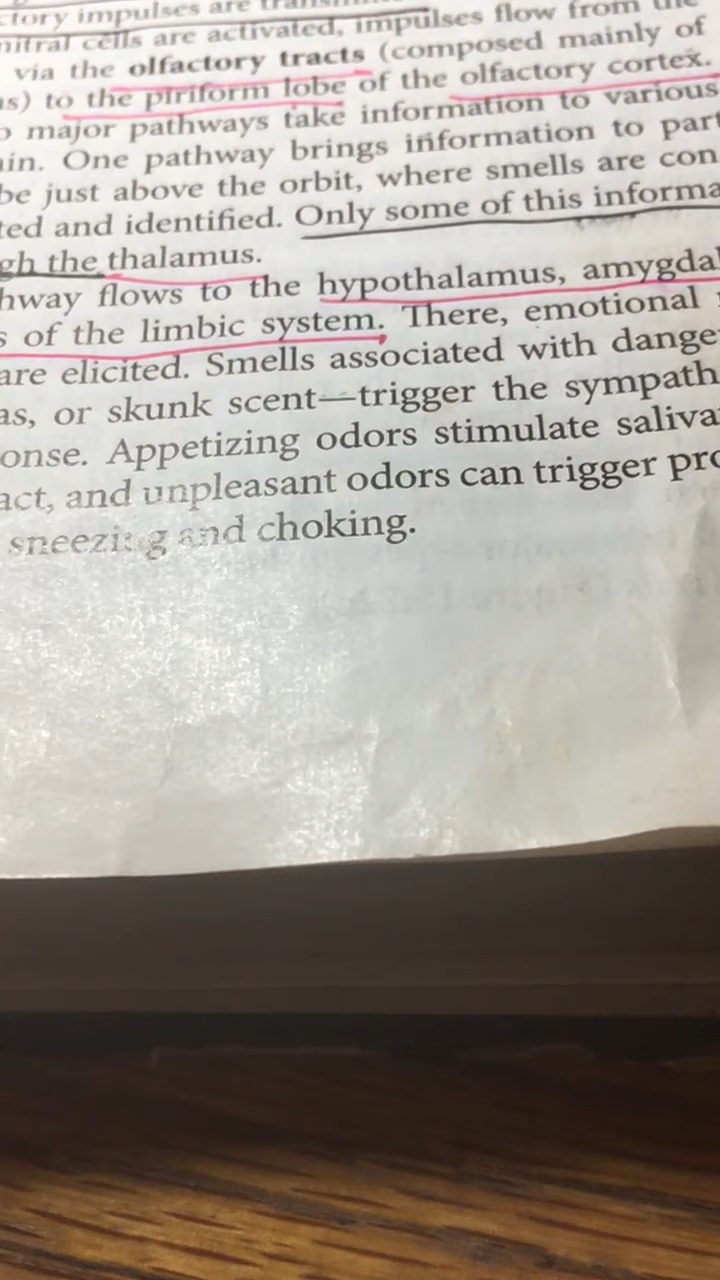 ctory impulses are
mitral cells are activated, impulses flow from the
via the olfactory tracts (composed mainly of
ns) to the piriform lobe of the olfactory cortex.
o major pathways take information to various
ain. One pathway brings information to part
be just above the orbit, where smells are con
ted and identified. Only some of this informa
gh the thalamus.
hway flows to the hypothalamus, amygdal
s of the limbic system. There, emotional
are elicited. Smells associated with dange
as, or skunk scent—trigger the sympath
onse. Appetizing odors stimulate saliva
act, and unpleasant odors can trigger pro
sneezing and choking.